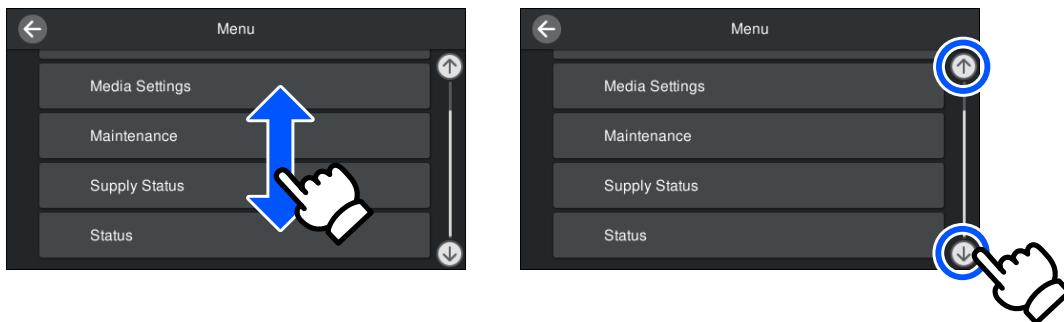 Menu
Media Settings
Maintenance
Supply Status
Status
Menu
Media Settings
Maintenance
Supply Status
Status